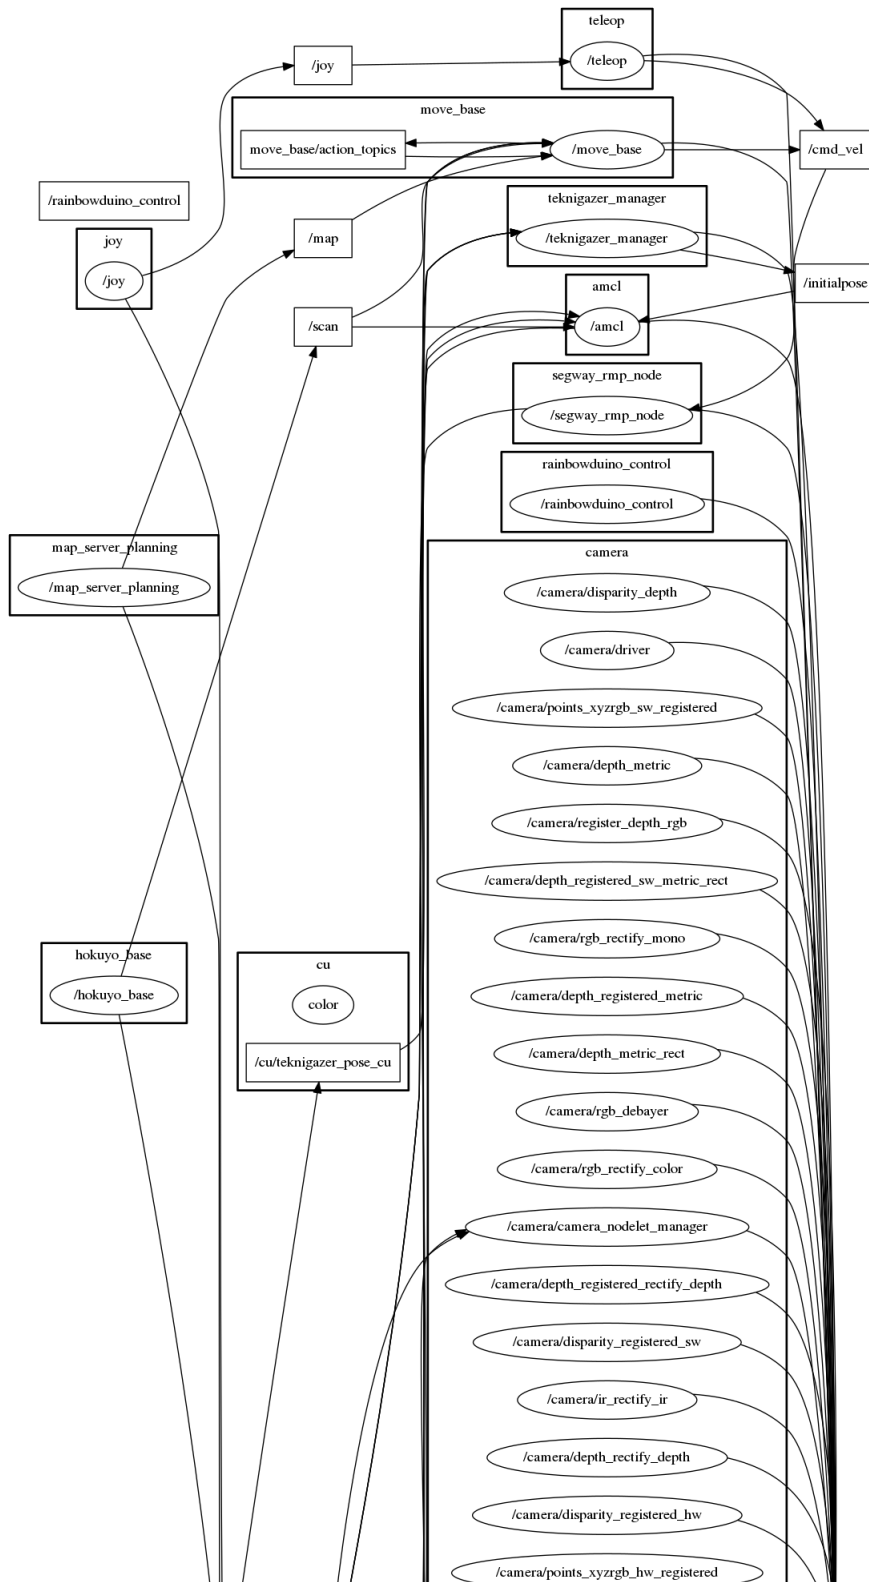 teleop
/joy
/teleop
move_base
move_base/action_topics
/move_base
/cmd_vel
/rainbowduino_control
teknigazer_manager
joy
/map
/teknigazer_manager
/joy
amcl
/initialpose
/scan
/amcl
segway_rmp_node
/segway_rmp_node
rainbowduino_control
/rainbowduino_control
map_server_planning
camera
/map_server_planning
/camera/disparity_depth
/camera/driver
/camera/points_xyzrgb_sw_registered
/camera/depth_metric
/camera/register_depth_rgb
/camera/depth_registered_sw_metric_rect
/camera/rgb_rectify_mono
hokuyo_base
cu
/hokuyo_base
color
/camera/depth_registered_metric
/cu/teknigazer_pose_cu
/camera/depth_metric_rect
/camera/rgb_debayer
/camera/rgb_rectify_color
/camera/camera_nodelet_manager
/camera/depth_registered_rectify_depth
/camera/disparity_registered_sw
/camera/ir_rectify_ir
/camera/depth_rectify_depth
/camera/disparity_registered_hw
/camera/points_xyzrgb_hw_registered